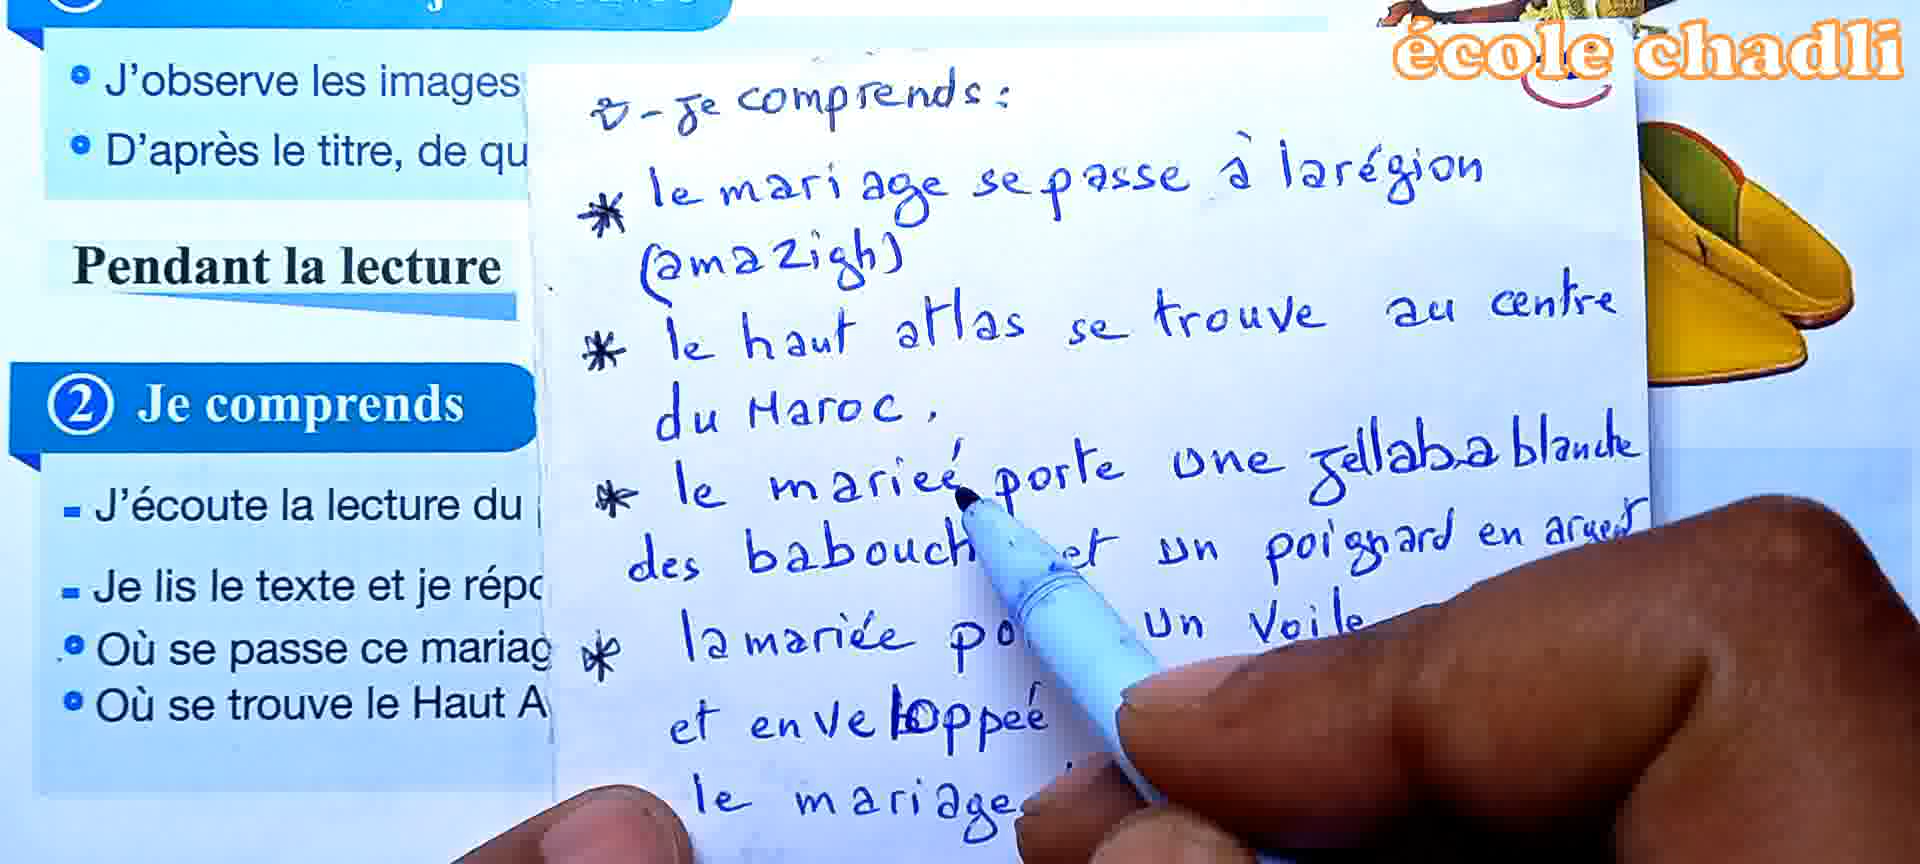 J'observe les images
D'après le titre, de qu
Pendant la lecture
2 Je comprends
J'écoute la lecture du
Je lis le texte et je répo
Où se passe ce mariag
Où se trouve le Haut A
école chadli
2 - Je comprends :
* le mariage se passe à la région
(amazigh)
* le haut atlas se trouve au centre
du Maroc.
* le marieé porte une jellaba blanche
des babouch et un poignard en argent
* la mariée po un voile
et enveloppeé
le mariage